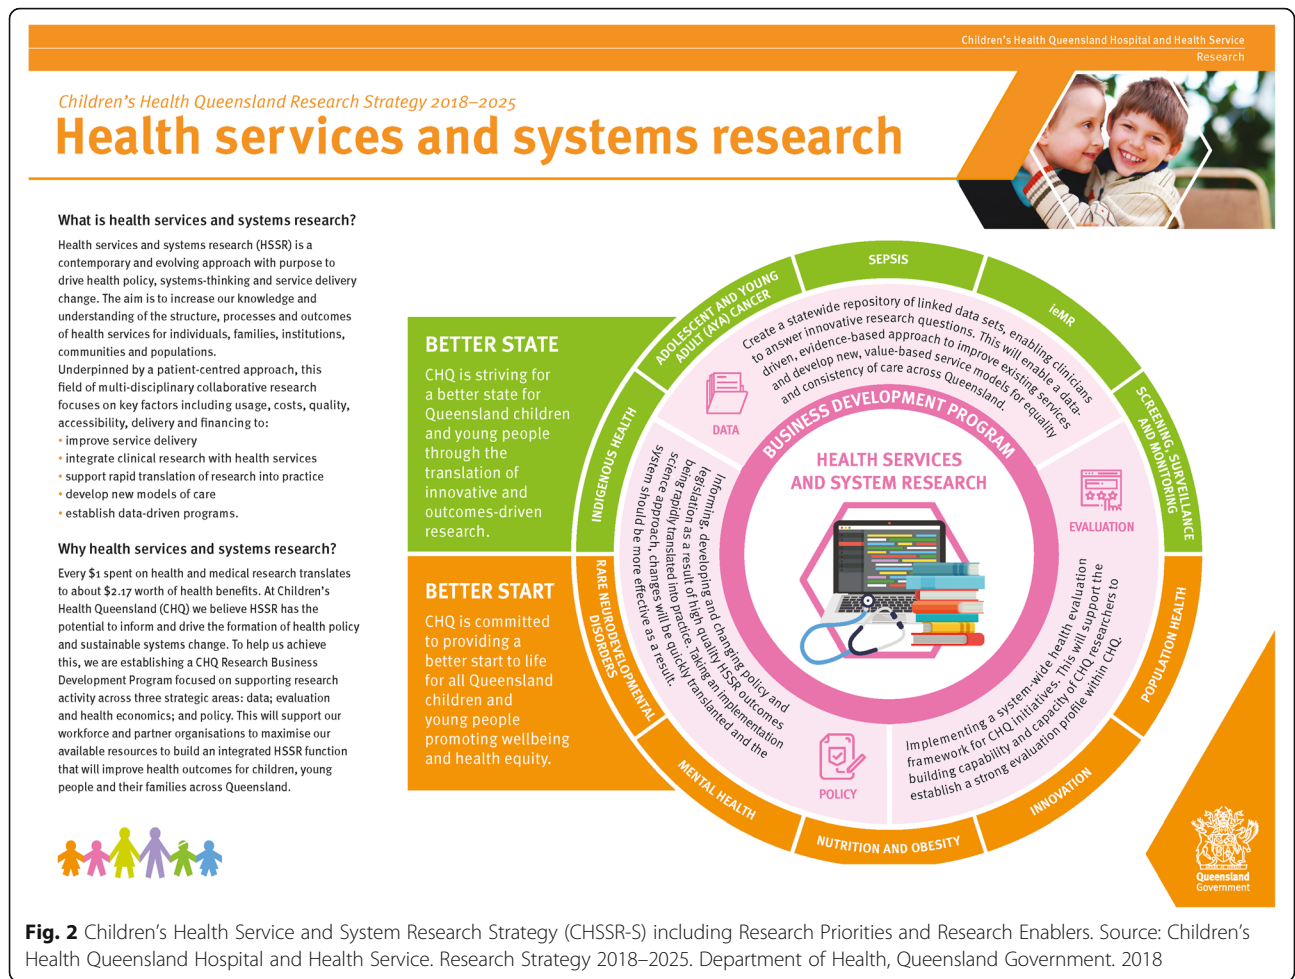 Children's Health Queensland Hospital and Health Service
Research
Children's Health Queensland Research Strategy 2018–2025
Health services and systems research
What is health services and systems research?
Health services and systems research (HSSR) is a
contemporary and evolving approach with purpose to
drive health policy, systems-thinking and service delivery
change. The aim is to increase our knowledge and
understanding of the structure, processes and outcomes
of health services for individuals, families, institutions,
communities and populations.
Underpinned by a patient-centred approach, this
field of multi-disciplinary collaborative research
focuses on key factors including usage, costs, quality,
accessibility, delivery and financing to:
• improve service delivery
• integrate clinical research with health services
• support rapid translation of research into practice
• develop new models of care
• establish data-driven programs.
Why health services and systems research?
Every $1 spent on health and medical research translates
to about $2.17 worth of health benefits. At Children's
Health Queensland (CHQ) we believe HSSR has the
potential to inform and drive the formation of health policy
and sustainable systems change. To help us achieve
this, we are establishing a CHQ Research Business
Development Program focused on supporting research
activity across three strategic areas: data; evaluation
and health economics; and policy. This will support our
workforce and partner organisations to maximise our
available resources to build an integrated HSSR function
that will improve health outcomes for children, young
people and their families across Queensland.
BETTER STATE
CHQ is striving for
a better state for
Queensland children
and young people
through the
translation of
innovative and
outcomes-driven
research.
BETTER START
CHQ is committed
to providing a
better start to life
for all Queensland
children and
young people
promoting wellbeing
and health equity.
INDIGENOUS HEALTH
ADOLESCENT AND YOUNG
ADULT (AYA) CANCER
SEPSIS
ieMR
SCREENING, SURVEILLANCE
AND MONITORING
POPULATION HEALTH
INNOVATION
NUTRITION AND OBESITY
MENTAL HEALTH
RARE NEURODEVELOPMENTAL
DISORDERS
Create a statewide repository of linked data sets, enabling clinicians
to answer innovative research questions. This will enable a data-
driven, evidence-based approach to improve existing services
and develop new, value-based service models for equality
and consistency of care across Queensland.
DATA
BUSINESS DEVELOPMENT PROGRAM
HEALTH SERVICES
AND SYSTEM RESEARCH
EVALUATION
Implementing a system-wide health evaluation
framework for CHQ initiatives. This will support the
building capability and capacity of CHQ researchers to
establish a strong evaluation profile within CHQ.
POLICY
Informing, developing and changing policy and
legislation as a result of high quality HSSR outcomes
being rapidly translated into practice. Taking an implementation
science approach, changes will be quickly translanted and the
system should be more effective as a result.
Queensland
Government
Fig. 2 Children's Health Service and System Research Strategy (CHSSR-S) including Research Priorities and Research Enablers. Source: Children's
Health Queensland Hospital and Health Service. Research Strategy 2018–2025. Department of Health, Queensland Government. 2018